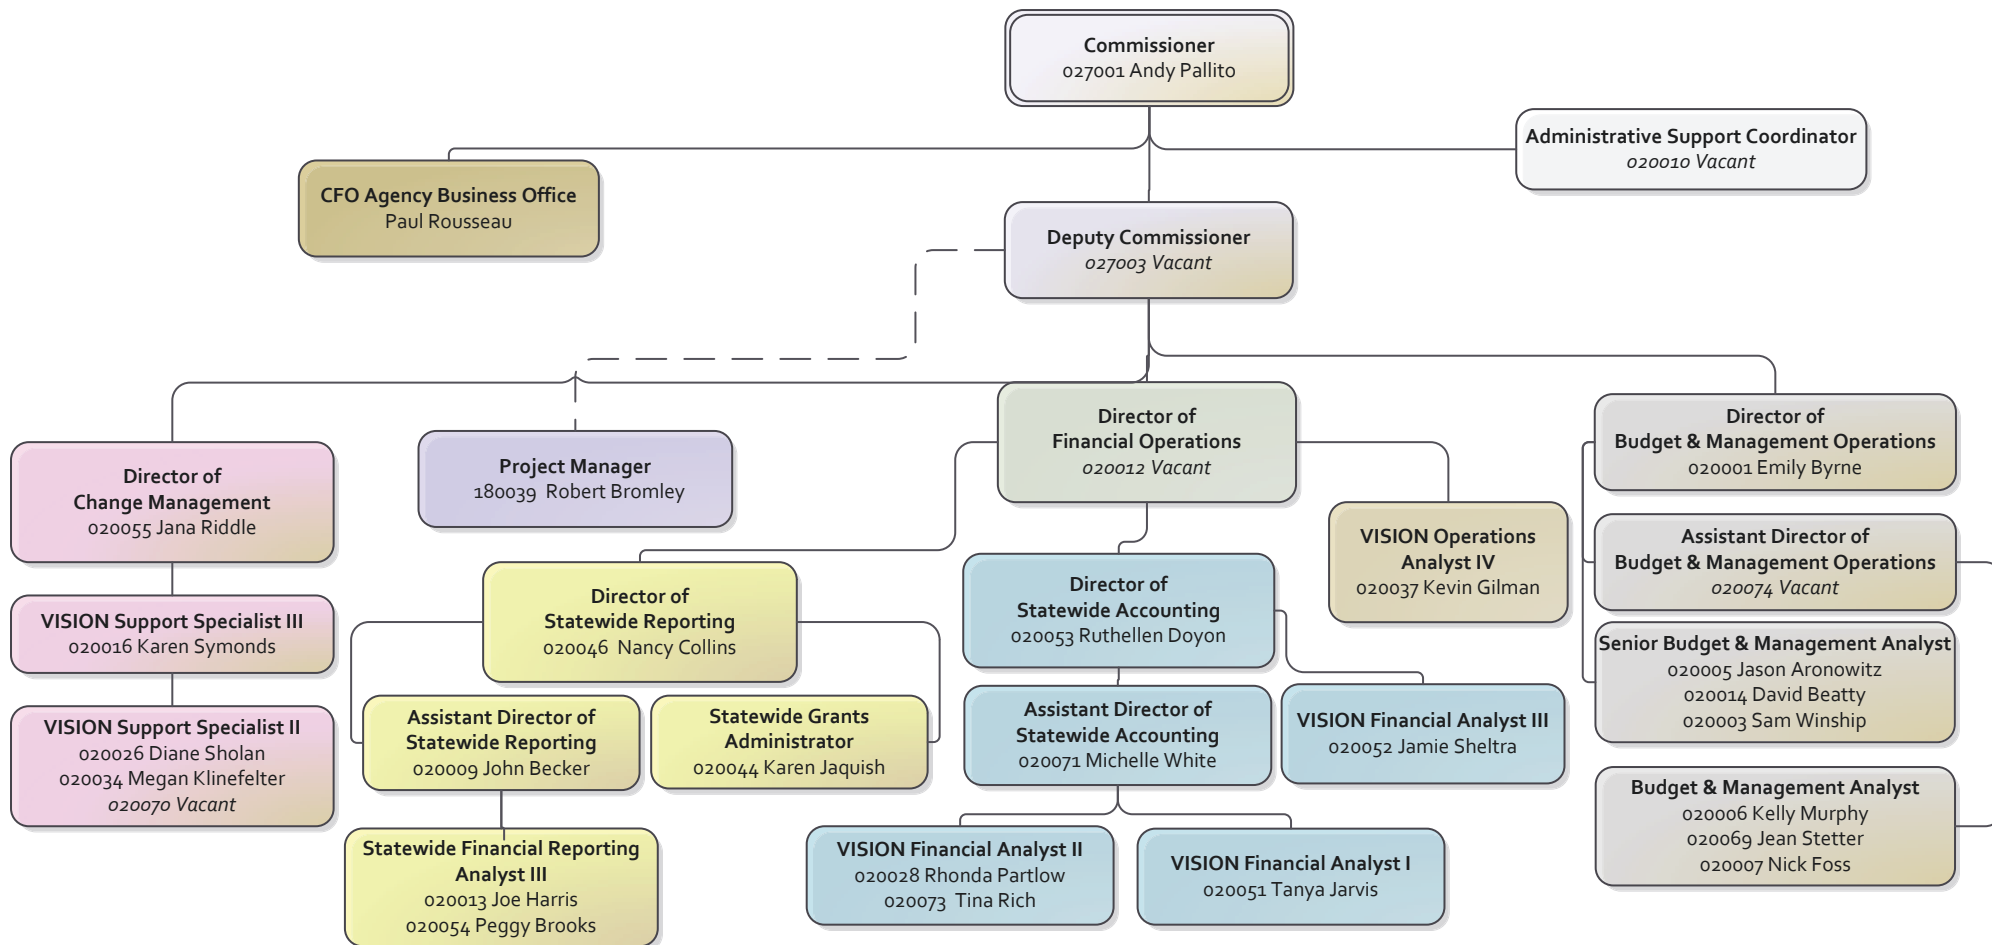 Commissioner
027001 Andy Pallito
Administrative Support Coordinator
020010 Vacant
CFO Agency Business Office
Paul Rousseau
Deputy Commissioner
027003 Vacant
Director of
Change Management
020055 Jana Riddle
Project Manager
180039  Robert Bromley
Director of
Financial Operations
020012 Vacant
Director of
Budget & Management Operations
020001 Emily Byrne
VISION Operations
Analyst IV
020037 Kevin Gilman
Assistant Director of
Budget & Management Operations
020074 Vacant
VISION Support Specialist III
020016 Karen Symonds
Director of
Statewide Reporting
020046  Nancy Collins
Director of
Statewide Accounting
020053 Ruthellen Doyon
Senior Budget & Management Analyst
020005 Jason Aronowitz
020014 David Beatty
020003 Sam Winship
VISION Support Specialist II
020026 Diane Sholan
020034 Megan Klinefelter
020070 Vacant
Assistant Director of
Statewide Reporting
020009 John Becker
Statewide Grants
Administrator
020044 Karen Jaquish
Assistant Director of
Statewide Accounting
020071 Michelle White
VISION Financial Analyst III
020052 Jamie Sheltra
Budget & Management Analyst
020006 Kelly Murphy
020069 Jean Stetter
020007 Nick Foss
Statewide Financial Reporting
Analyst III
020013 Joe Harris
020054 Peggy Brooks
VISION Financial Analyst II
020028 Rhonda Partlow
020073  Tina Rich
VISION Financial Analyst I
020051 Tanya Jarvis